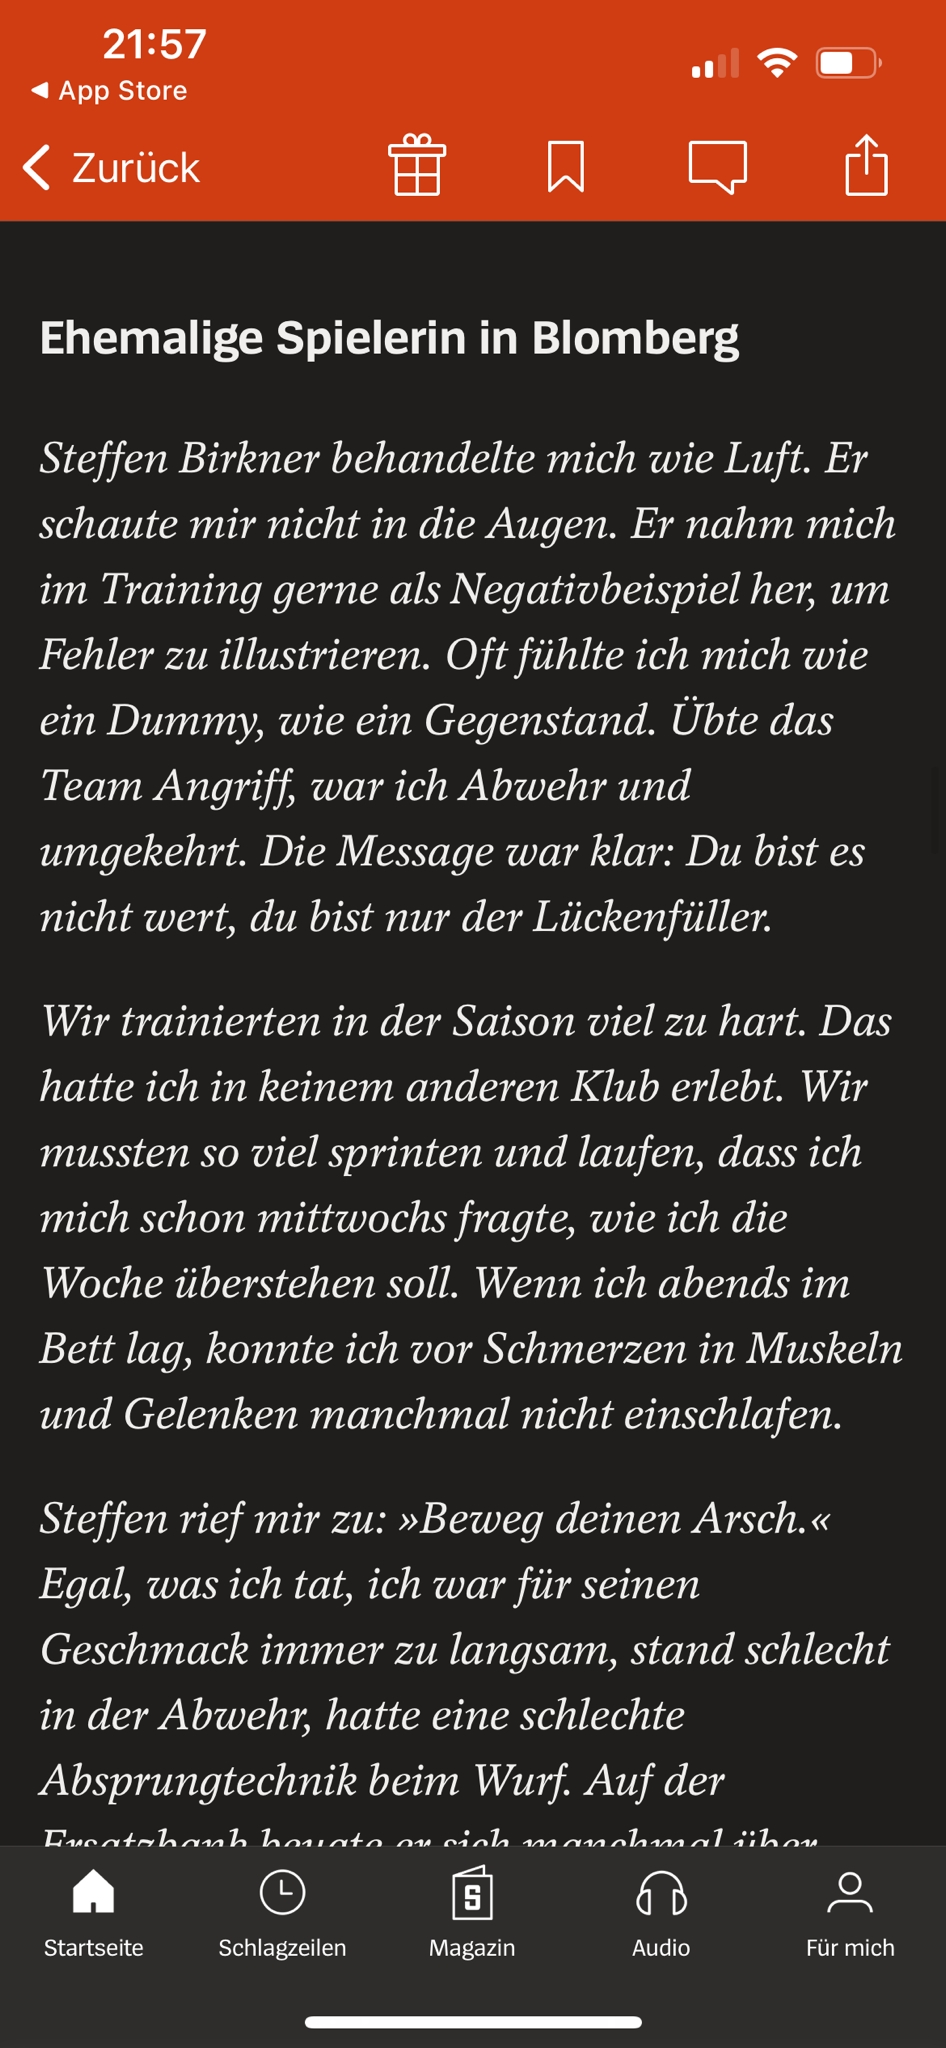 21:57
App Store
Zurück
Ehemalige Spielerin in Blomberg
Steffen Birkner behandelte mich wie Luft. Er
schaute mir nicht in die Augen. Er nahm mich
im Training gerne als Negativbeispiel her, um
Fehler zu illustrieren. Oft fühlte ich mich wie
ein Dummy, wie ein Gegenstand. Übte das
Team Angriff, war ich Abwehr und
umgekehrt. Die Message war klar: Du bist es
nicht wert, du bist nur der Lückenfüller.
Wir trainierten in der Saison viel zu hart. Das
hatte ich in keinem anderen Klub erlebt. Wir
mussten so viel sprinten und laufen, dass ich
mich schon mittwochs fragte, wie ich die
Woche überstehen soll. Wenn ich abends im
Bett lag, konnte ich vor Schmerzen in Muskeln
und Gelenken manchmal nicht einschlafen.
Steffen rief mir zu: »Beweg deinen Arsch.«
Egal, was ich tat, ich war für seinen
Geschmack immer zu langsam, stand schlecht
in der Abwehr, hatte eine schlechte
Absprungtechnik beim Wurf. Auf der
Ersatzbank beugte er sich manchmal über
S
Startseite
Schlagzeilen
Magazin
Audio
Für mich